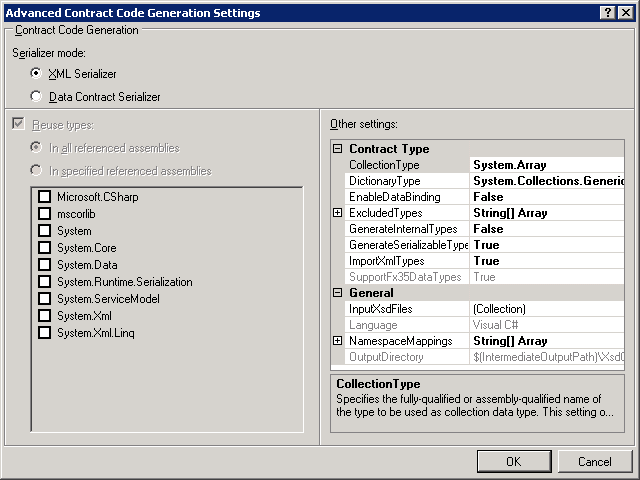 Advanced Contract Code Generation Settings
Contract Code Generation
Serializer mode:
XML Serializer
Data Contract Serializer
Reuse types:
In all referenced assemblies
In specified referenced assemblies
Microsoft.CSharp
mscorlib
System
System.Core
System.Data
System.Runtime.Serialization
System.ServiceModel
System.Xml
System.Xml.Linq
Other settings:
Contract Type
CollectionType System.Array
DictionaryType System.Collections.Generic
EnableDataBinding False
ExcludedTypes String[] Array
GenerateInternalTypes False
GenerateSerializableType True
ImportXmlTypes True
SupportFx35DataTypes True
General
InputXsdFiles (Collection)
Language Visual C#
NamespaceMappings String[] Array
OutputDirectory $(IntermediateOutputPath)\Xsd
CollectionType
Specifies the fully-qualified or assembly-qualified name of
the type to be used as collection data type. This setting o...
OK Cancel